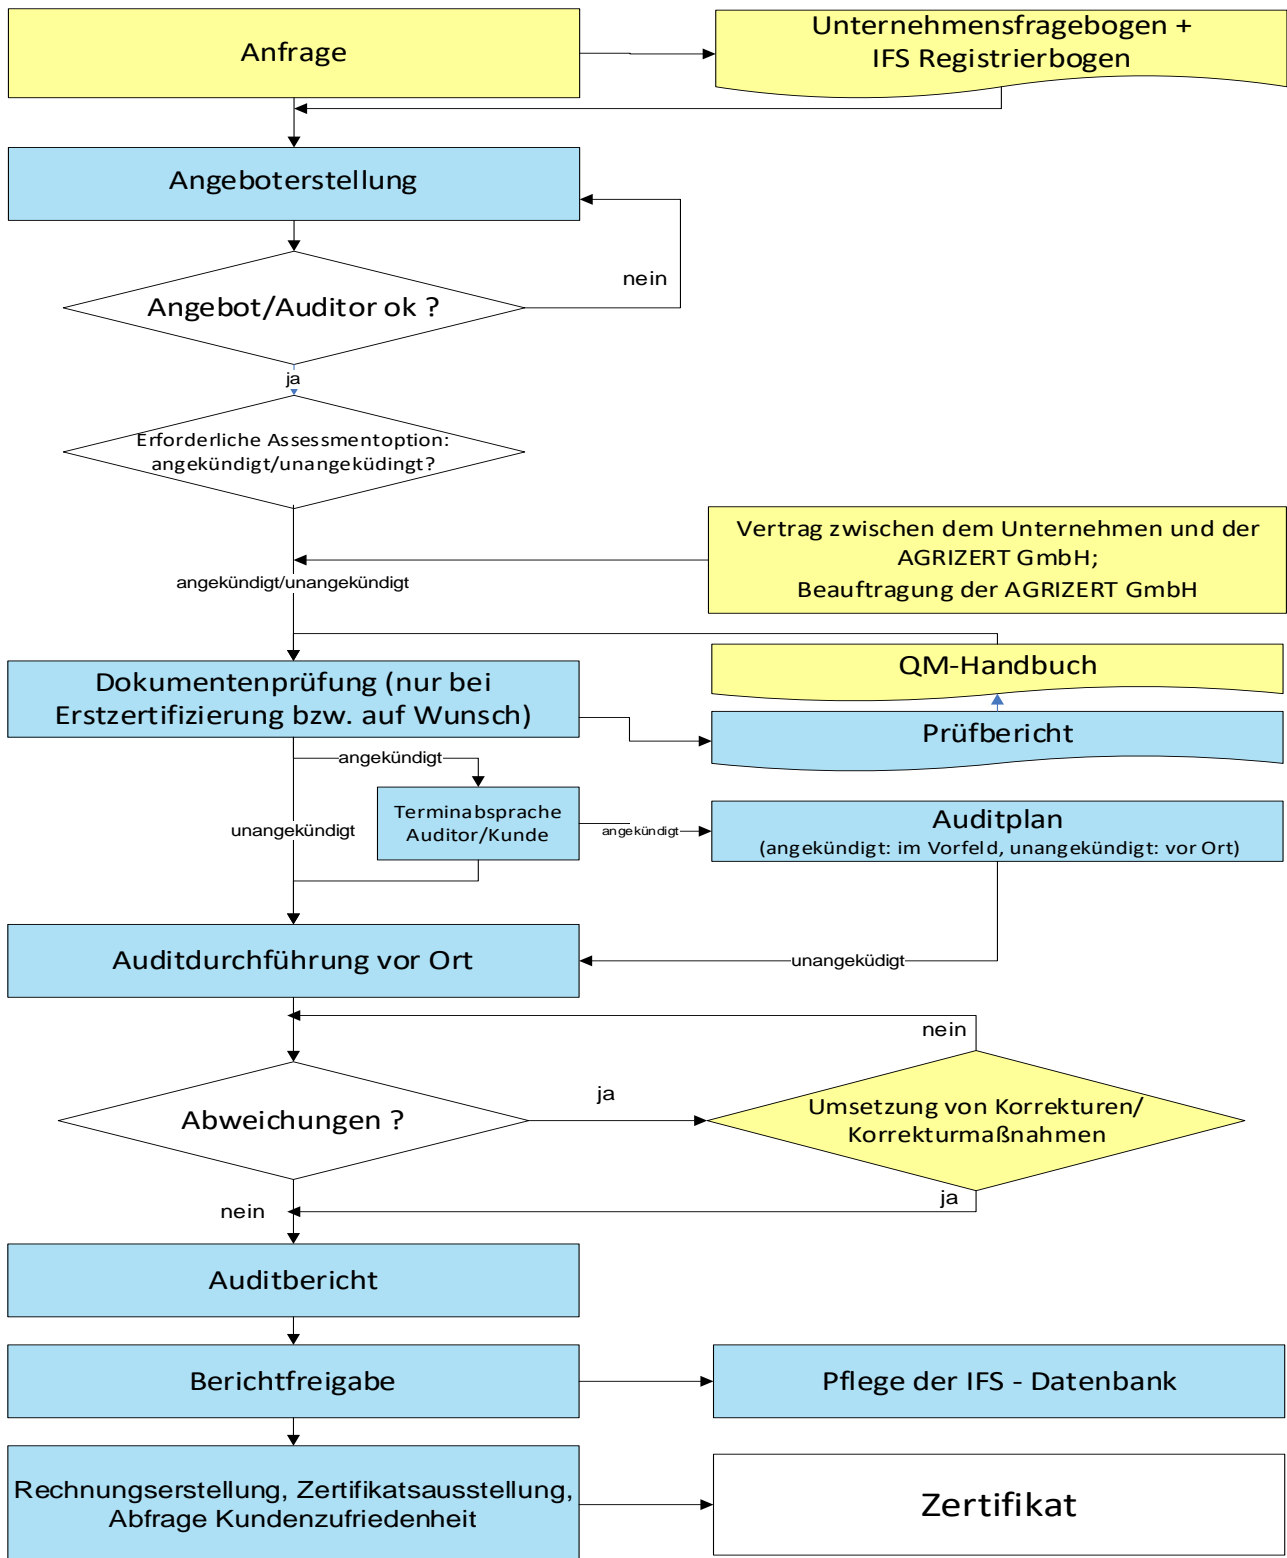 Anfrage
Unternehmensfragebogen +
IFS Registrierbogen
Angeboterstellung
nein
Angebot/Auditor ok ?
ja
Erforderliche Assessmentoption:
angekündigt/unangeküdingt?
Vertrag zwischen dem Unternehmen und der
AGRIZERT GmbH;
Beauftragung der AGRIZERT GmbH
angekündigt/unangekündigt
QM-Handbuch
Dokumentenprüfung (nur bei
Erstzertifizierung bzw. auf Wunsch)
Prüfbericht
angekündigt
unangekündigt
Terminabsprache
Auditor/Kunde
angekündigt
Auditplan
(angekündigt: im Vorfeld, unangekündigt: vor Ort)
Auditdurchführung vor Ort
unangeküdigt
nein
Abweichungen ?
ja
Umsetzung von Korrekturen/
Korrekturmaßnahmen
ja
nein
Auditbericht
Berichtfreigabe
Pflege der IFS - Datenbank
Rechnungserstellung, Zertifikatsausstellung,
Abfrage Kundenzufriedenheit
Zertifikat